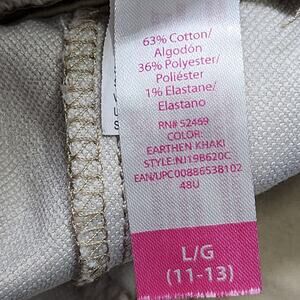 63% Cotton/
Algodón
36% Polyester/
Poliéster
1% Elastane/
Elastano
RN# 52469
COLOR:
EARTHEN KHAKI
STYLE:NJ19B620C
EAN/UPC00886538102
48U
L/G
(11-13)